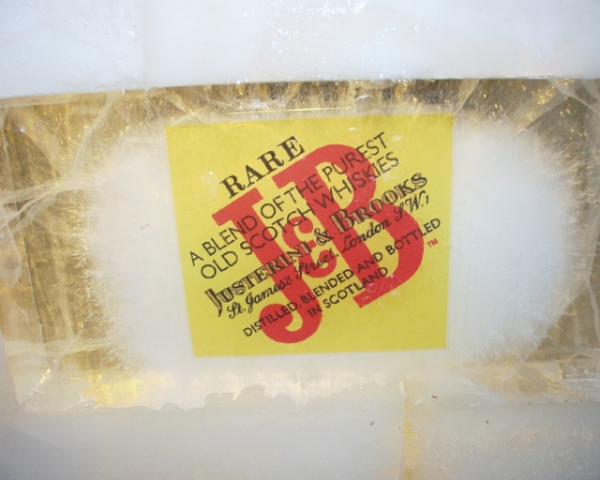 RARE
J&B
A BLEND OF THE PUREST
OLD SCOTCH WHISKIES
JUSTERINI & BROOKS
St. James's Street, London S.W.1
DISTILLED, BLENDED AND BOTTLED
IN SCOTLAND
TM